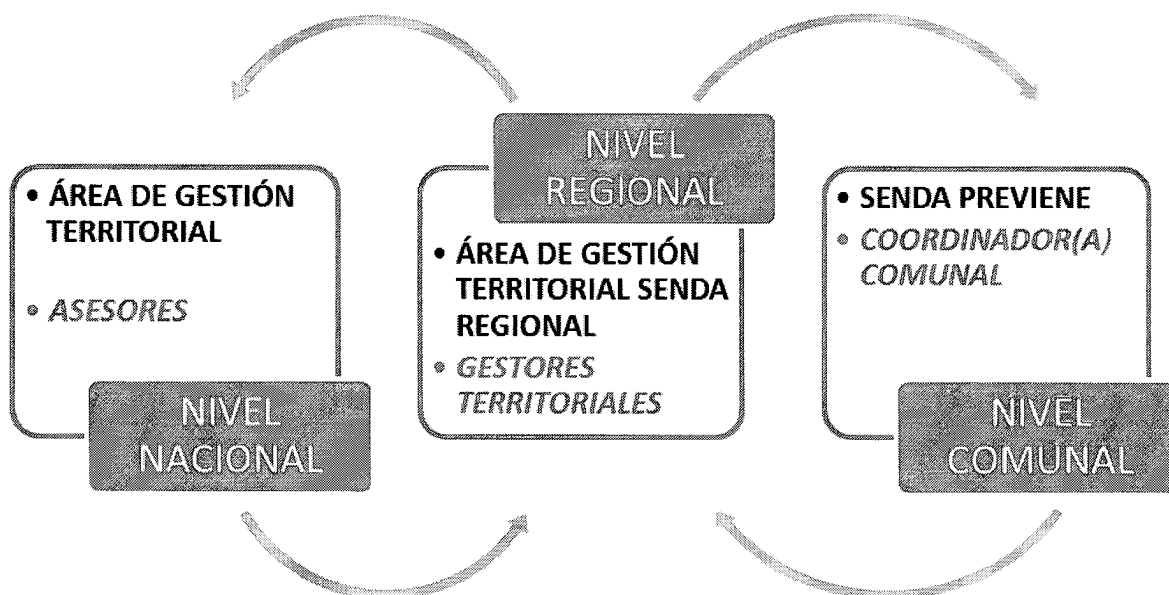 • ÁREA DE GESTIÓN
TERRITORIAL
• ASESORES
NIVEL
NACIONAL
NIVEL
REGIONAL
• ÁREA DE GESTIÓN
TERRITORIAL SENDA
REGIONAL
• GESTORES
TERRITORIALES
• SENDA PREVIENE
• COORDINADOR(A)
COMUNAL
NIVEL
COMUNAL